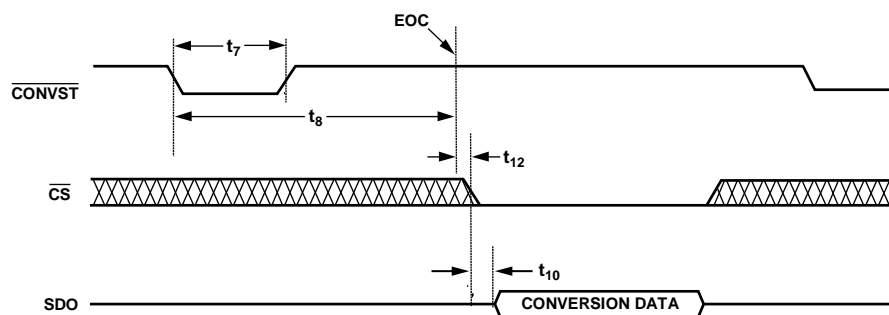 EOC
t7
CONVST
t8
t12
CS
t10
SDO
CONVERSION DATA